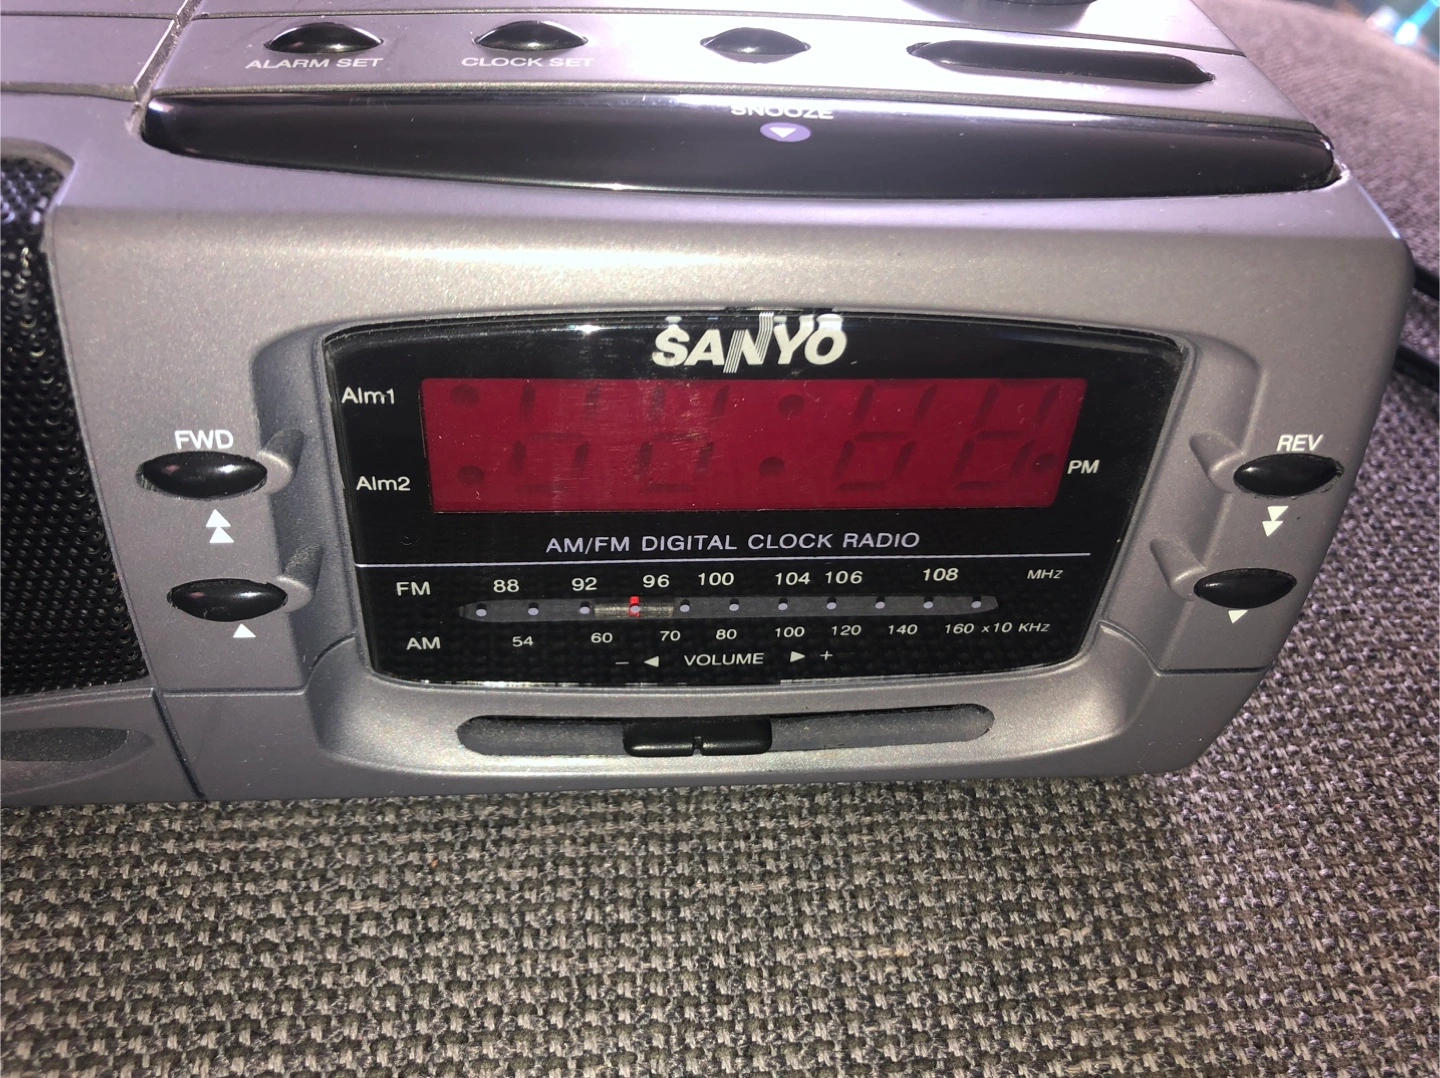 ALARM SET CLOCK SET
SNOOZE
SANYO
Alm1
FWD REV
Alm2 PM
AM/FM DIGITAL CLOCK RADIO
FM 88 92 96 100 104 106 108 MHz
AM 54 60 70 80 100 120 140 160 x10 KHz
− ◄ VOLUME ► +